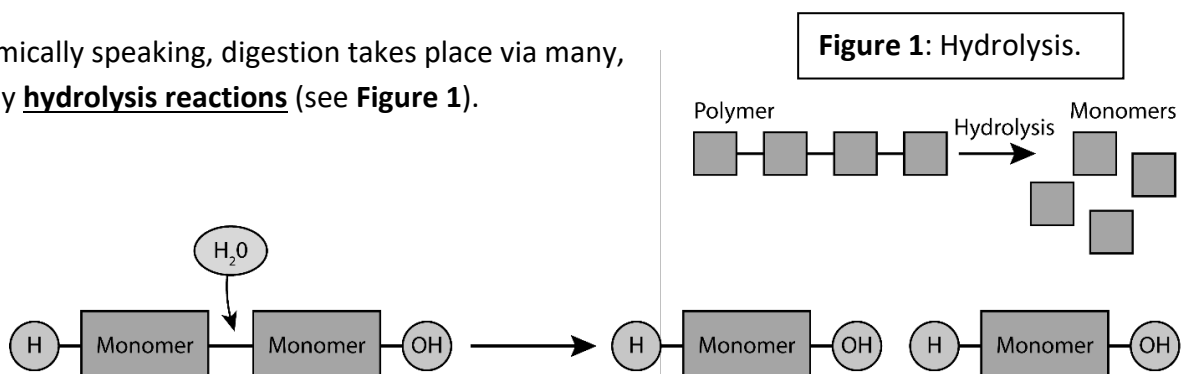 mically speaking, digestion takes place via many,
y hydrolysis reactions (see Figure 1).
Figure 1: Hydrolysis.
Polymer
Hydrolysis
Monomers
H₂0
H
Monomer
Monomer
OH
H
Monomer
OH
H
Monomer
OH